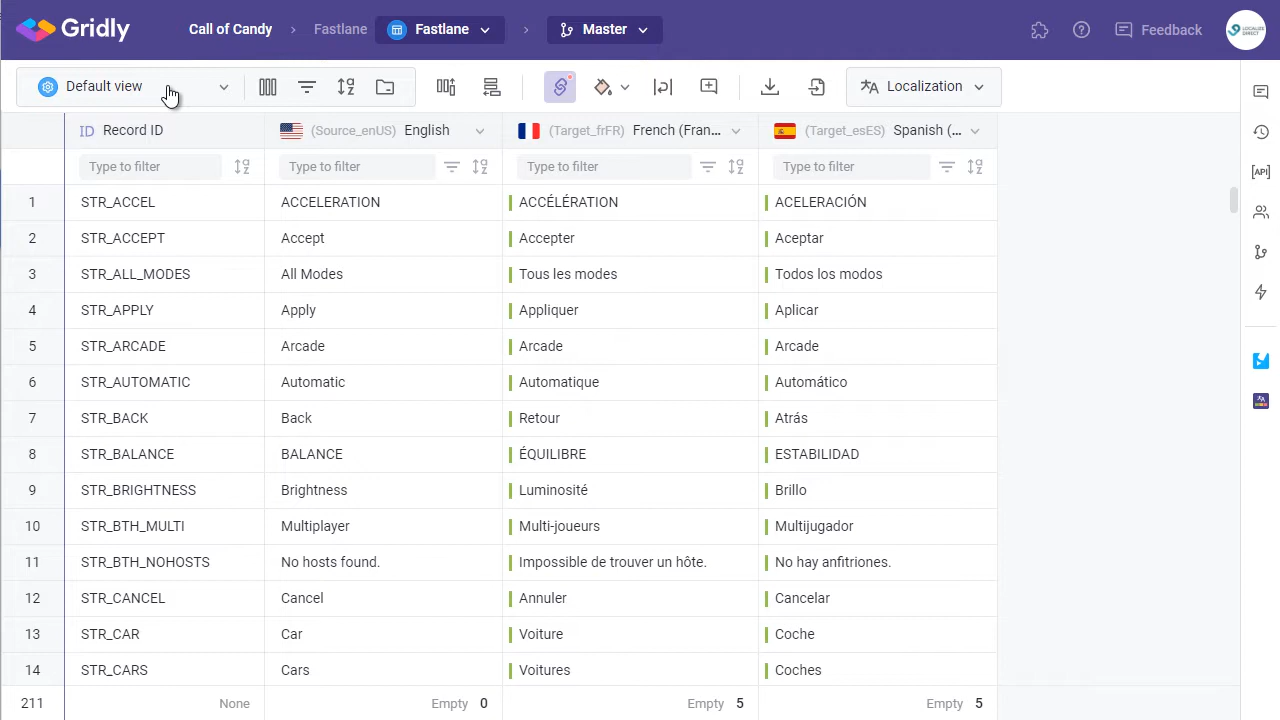 Gridly
Call of Candy
Fastlane
Fastlane
Master
Feedback
LOCALIZE
DIRECT
Default view
Localization
ID Record ID
(Source_enUS) English
(Target_frFR) French (Fran...
(Target_esES) Spanish (...
Type to filter
Type to filter
Type to filter
Type to filter
[API]
1 STR_ACCEL ACCELERATION ACCÉLÉRATION ACELERACIÓN
2 STR_ACCEPT Accept Accepter Aceptar
3 STR_ALL_MODES All Modes Tous les modes Todos los modos
4 STR_APPLY Apply Appliquer Aplicar
5 STR_ARCADE Arcade Arcade Arcade
6 STR_AUTOMATIC Automatic Automatique Automático
7 STR_BACK Back Retour Atrás
8 STR_BALANCE BALANCE ÉQUILIBRE ESTABILIDAD
9 STR_BRIGHTNESS Brightness Luminosité Brillo
10 STR_BTH_MULTI Multiplayer Multi-joueurs Multijugador
11 STR_BTH_NOHOSTS No hosts found. Impossible de trouver un hôte. No hay anfitriones.
12 STR_CANCEL Cancel Annuler Cancelar
13 STR_CAR Car Voiture Coche
14 STR_CARS Cars Voitures Coches
211 None Empty 0 Empty 5 Empty 5